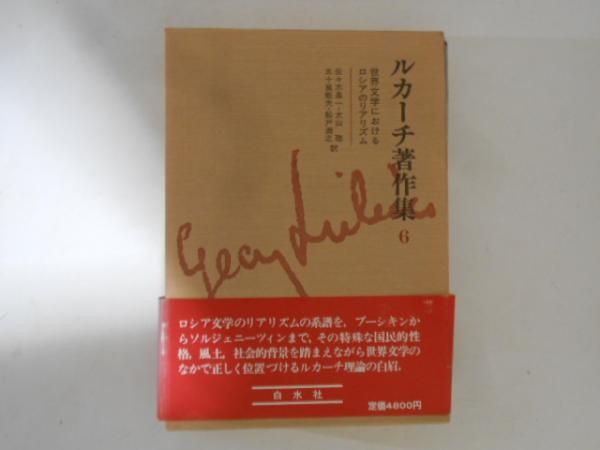 ルカーチ著作集 6
世界文学における
ロシアのリアリズム
佐々木基一・大山 聰
五十嵐敏夫・船戸満之 訳
Georg Lukács
ロシア文学のリアリズムの系譜を，プーシキンか
らソルジェニーツィンまで，その特殊な国民的性
格，風土，社会的背景を踏まえながら世界文学の
なかで正しく位置づけるルカーチ理論の白眉。
白水社
定価4800円